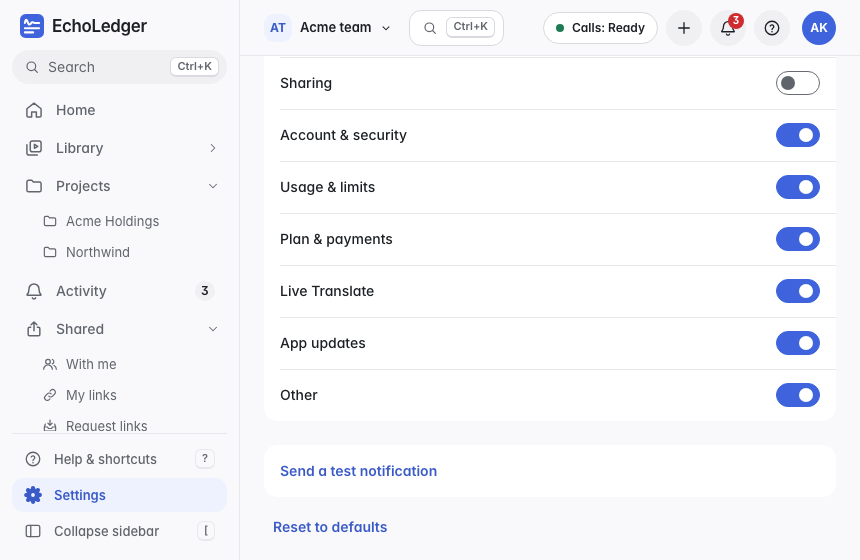 EchoLedger
Search
Ctrl+K
Home
Library
Projects
Acme Holdings
Northwind
Activity
3
Shared
With me
My links
Request links
Help & shortcuts
?
Settings
Collapse sidebar
[
AT
Acme team
Ctrl+K
Calls: Ready
3
AK
Sharing
Account & security
Usage & limits
Plan & payments
Live Translate
App updates
Other
Send a test notification
Reset to defaults